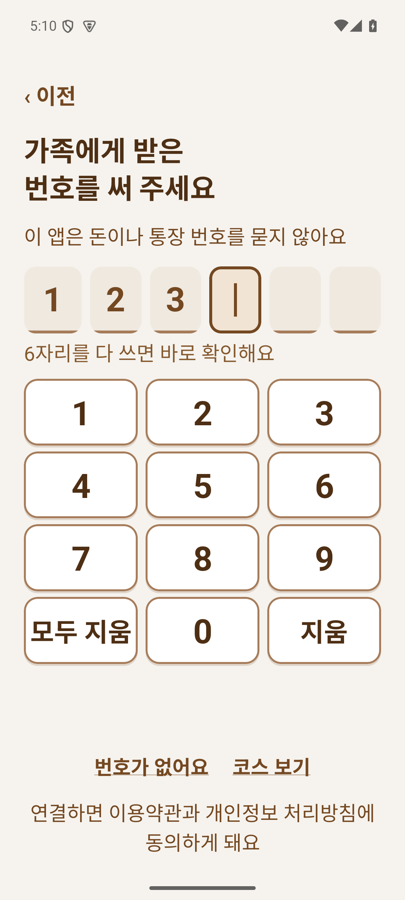 5:10
‹ 이전
가족에게 받은
번호를 써 주세요
이 앱은 돈이나 통장 번호를 묻지 않아요
1 2 3
6자리를 다 쓰면 바로 확인해요
1 2 3
4 5 6
7 8 9
모두 지움 0 지움
번호가 없어요 코스 보기
연결하면 이용약관과 개인정보 처리방침에
동의하게 돼요